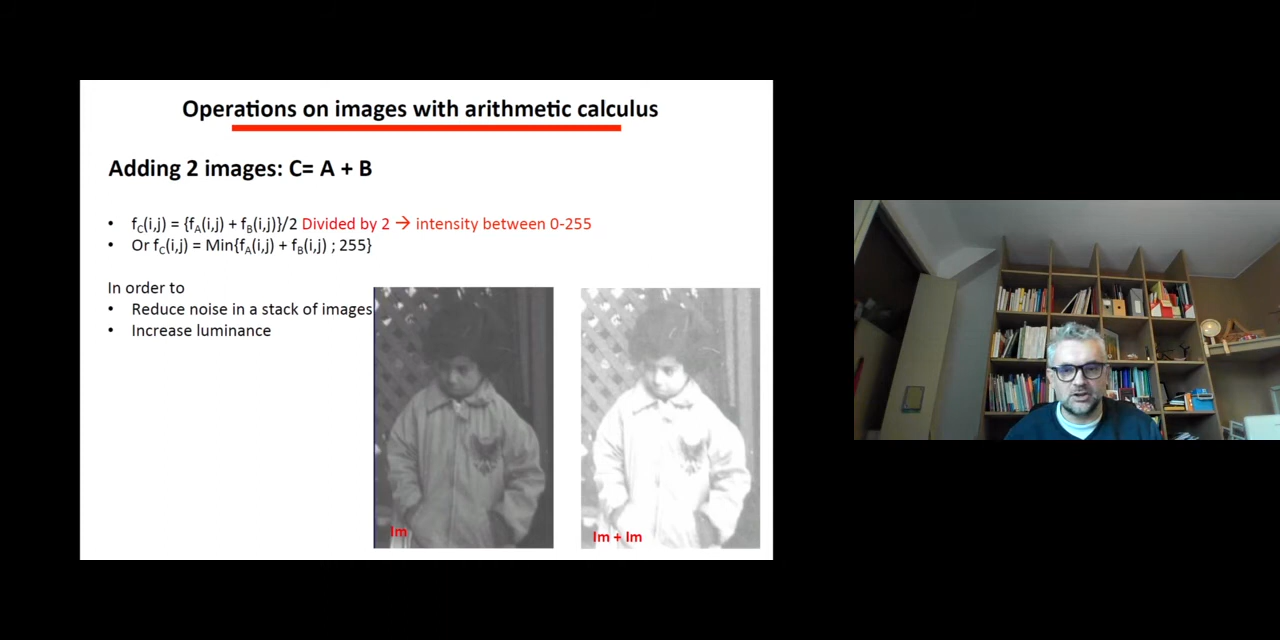 Operations on images with arithmetic calculus
Adding 2 images: C= A + B
• fC(i,j) = {fA(i,j) + fB(i,j)}/2 Divided by 2 → intensity between 0-255
• Or fC(i,j) = Min{fA(i,j) + fB(i,j) ; 255}
In order to
• Reduce noise in a stack of images
• Increase luminance
Im
Im + Im